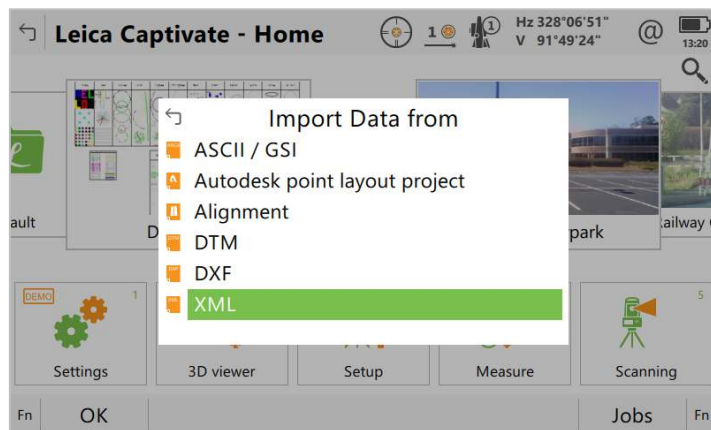 Leica Captivate - Home
1
1
Hz 328°06'51"
V 91°49'24"
@
13:20
Import Data from
ASCII / GSI
Autodesk point layout project
Alignment
DTM
DXF
XML
ault
D
park
ailway
DEMO
1
5
Settings
3D viewer
Setup
Measure
Scanning
Fn
OK
Jobs
Fn